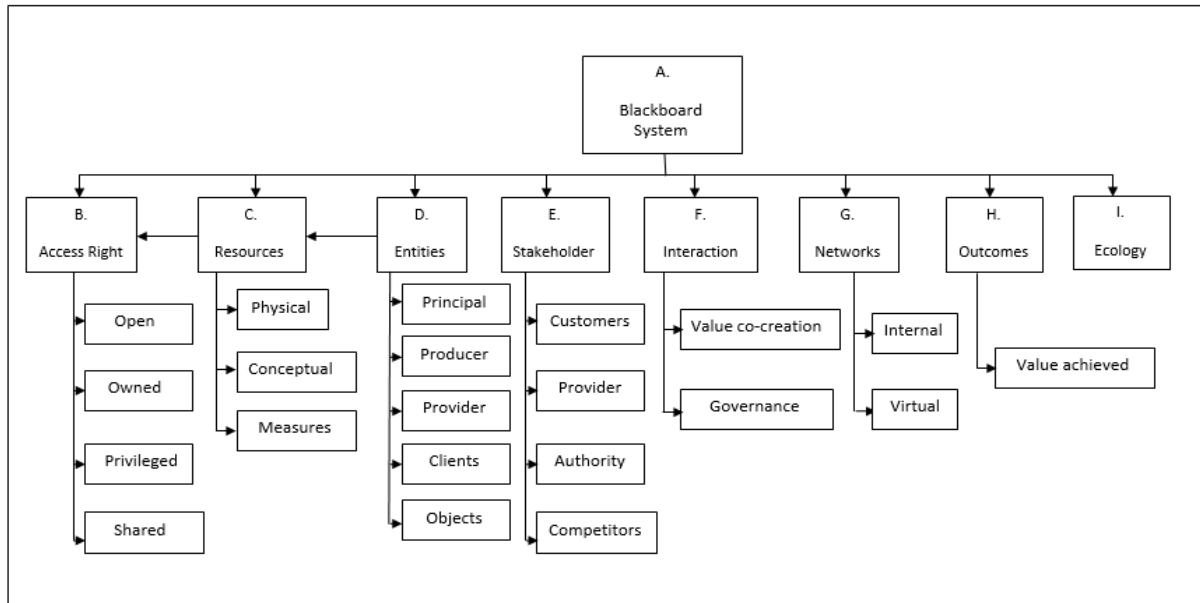 A.
Blackboard
System
B.
Access Right
C.
Resources
D.
Entities
E.
Stakeholder
F.
Interaction
G.
Networks
H.
Outcomes
I.
Ecology
Open
Owned
Privileged
Shared
Physical
Conceptual
Measures
Principal
Producer
Provider
Clients
Objects
Customers
Provider
Authority
Competitors
Value co-creation
Governance
Internal
Virtual
Value achieved